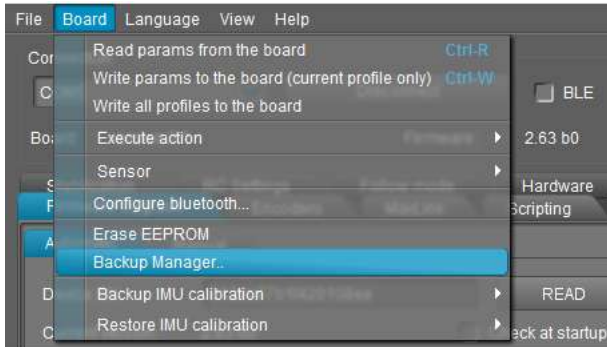 File Board Language View Help
Read params from the board Ctrl-R
Write params to the board (current profile only) Ctrl-W
Write all profiles to the board
BLE
Execute action
Firmware
2.63 b0
Sensor
Hardware
Configure bluetooth...
Encoders
Scripting
Erase EEPROM
Backup Manager..
Backup IMU calibration
READ
Restore IMU calibration
eck at startup